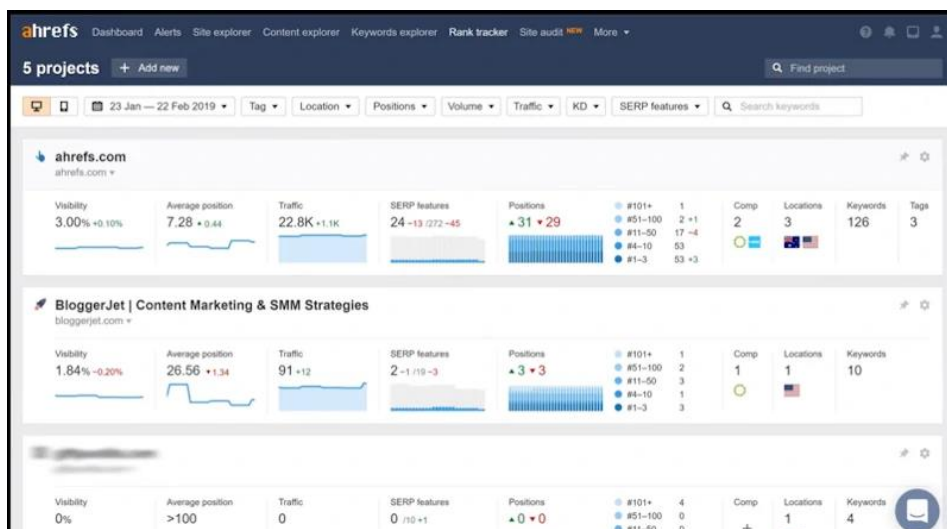 ahrefs Dashboard Alerts Site explorer Content explorer Keywords explorer Rank tracker Site audit NEW More
5 projects + Add new Find project
23 Jan — 22 Feb 2019 Tag Location Positions Volume Traffic KD SERP features Search keywords
ahrefs.com
ahrefs.com
Visibility Average position Traffic SERP features Positions #101+ 1 Comp Locations Keywords Tags
3.00% +0.10% 7.28 0.44 22.8K +1.1K 24 -13 /272 -45 31 29 #51–100 2 +1 2 3 126 3
#11–50 17 -4
#4–10 53
#1–3 53 +3
BloggerJet | Content Marketing & SMM Strategies
bloggerjet.com
Visibility Average position Traffic SERP features Positions #101+ 1 Comp Locations Keywords
1.84% -0.20% 26.56 1.34 91 +12 2 -1 /19 -3 3 3 #51–100 2 1 1 10
#11–50 3
#4–10 1
#1–3 3
Visibility Average position Traffic SERP features Positions #101+ 4 Comp Locations Keywords
0% >100 0 0 /10 +1 0 0 #51–100 0 + 1 4
#11–50 0